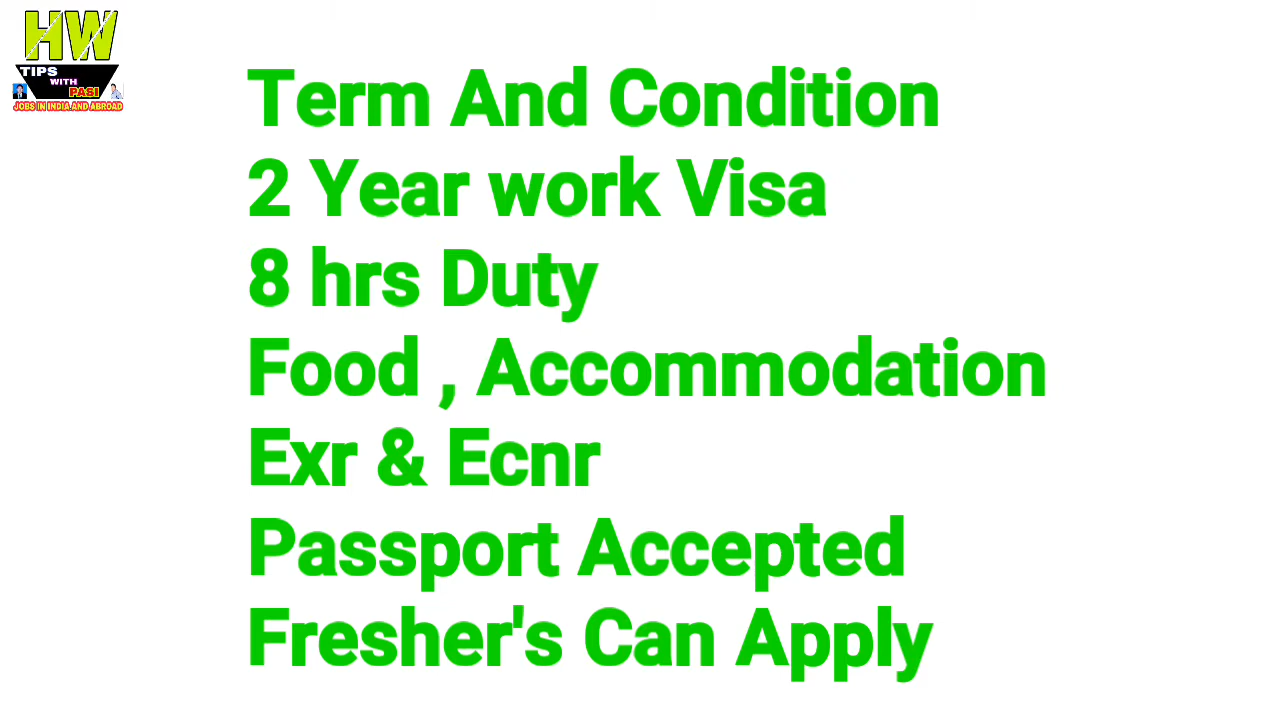 HW
TIPS
WITH
PASI
JOBS IN INDIA AND ABROAD
Term And Condition
2 Year work Visa
8 hrs Duty
Food , Accommodation
Exr & Ecnr
Passport Accepted
Fresher's Can Apply